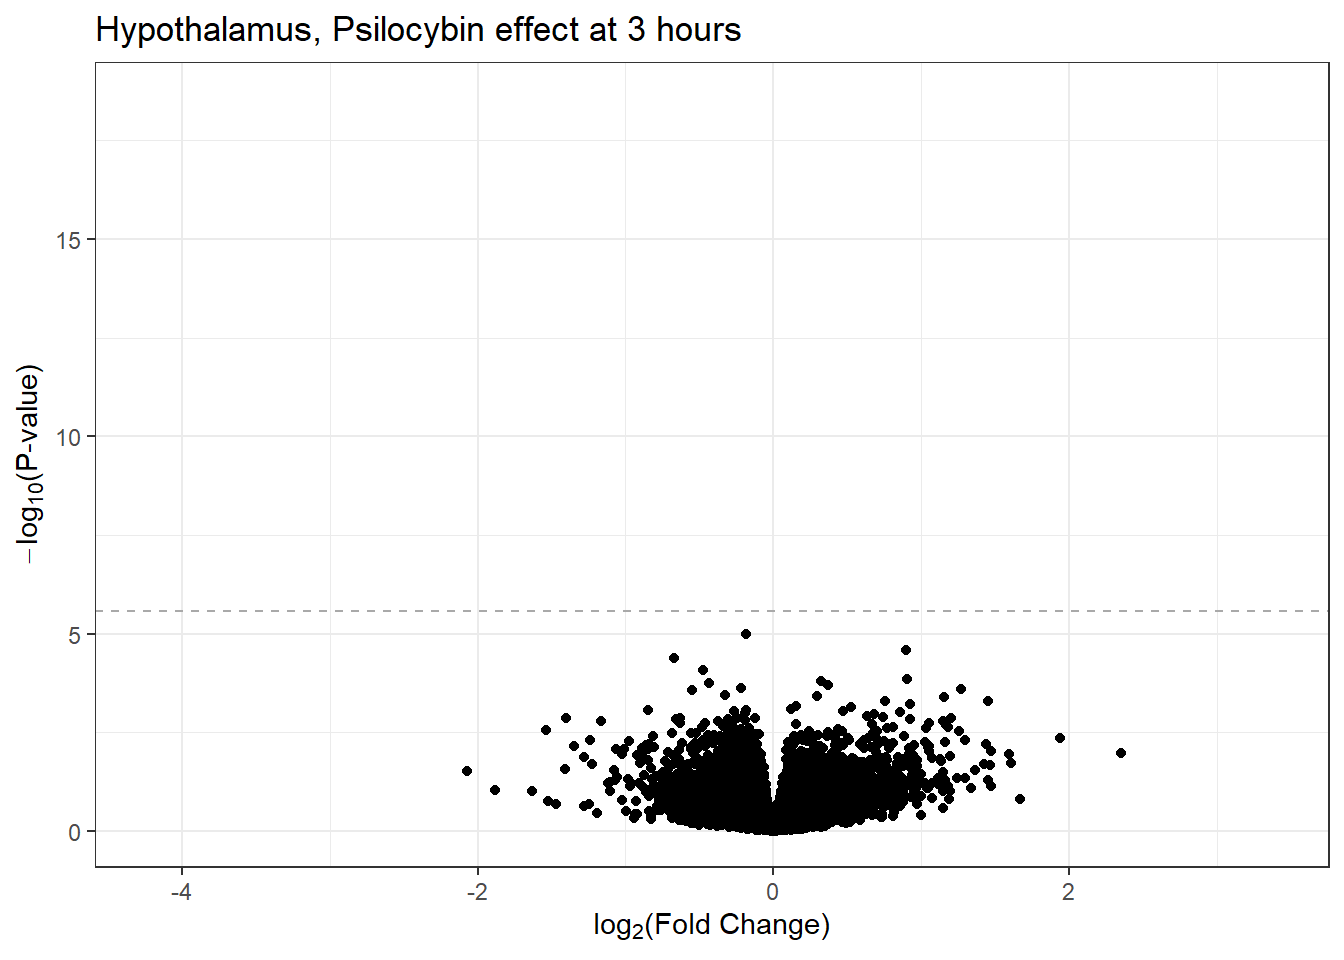 Hypothalamus, Psilocybin effect at 3 hours
15
10
5
0
−log₁₀(P-value)
-4 -2 0 2
log₂(Fold Change)